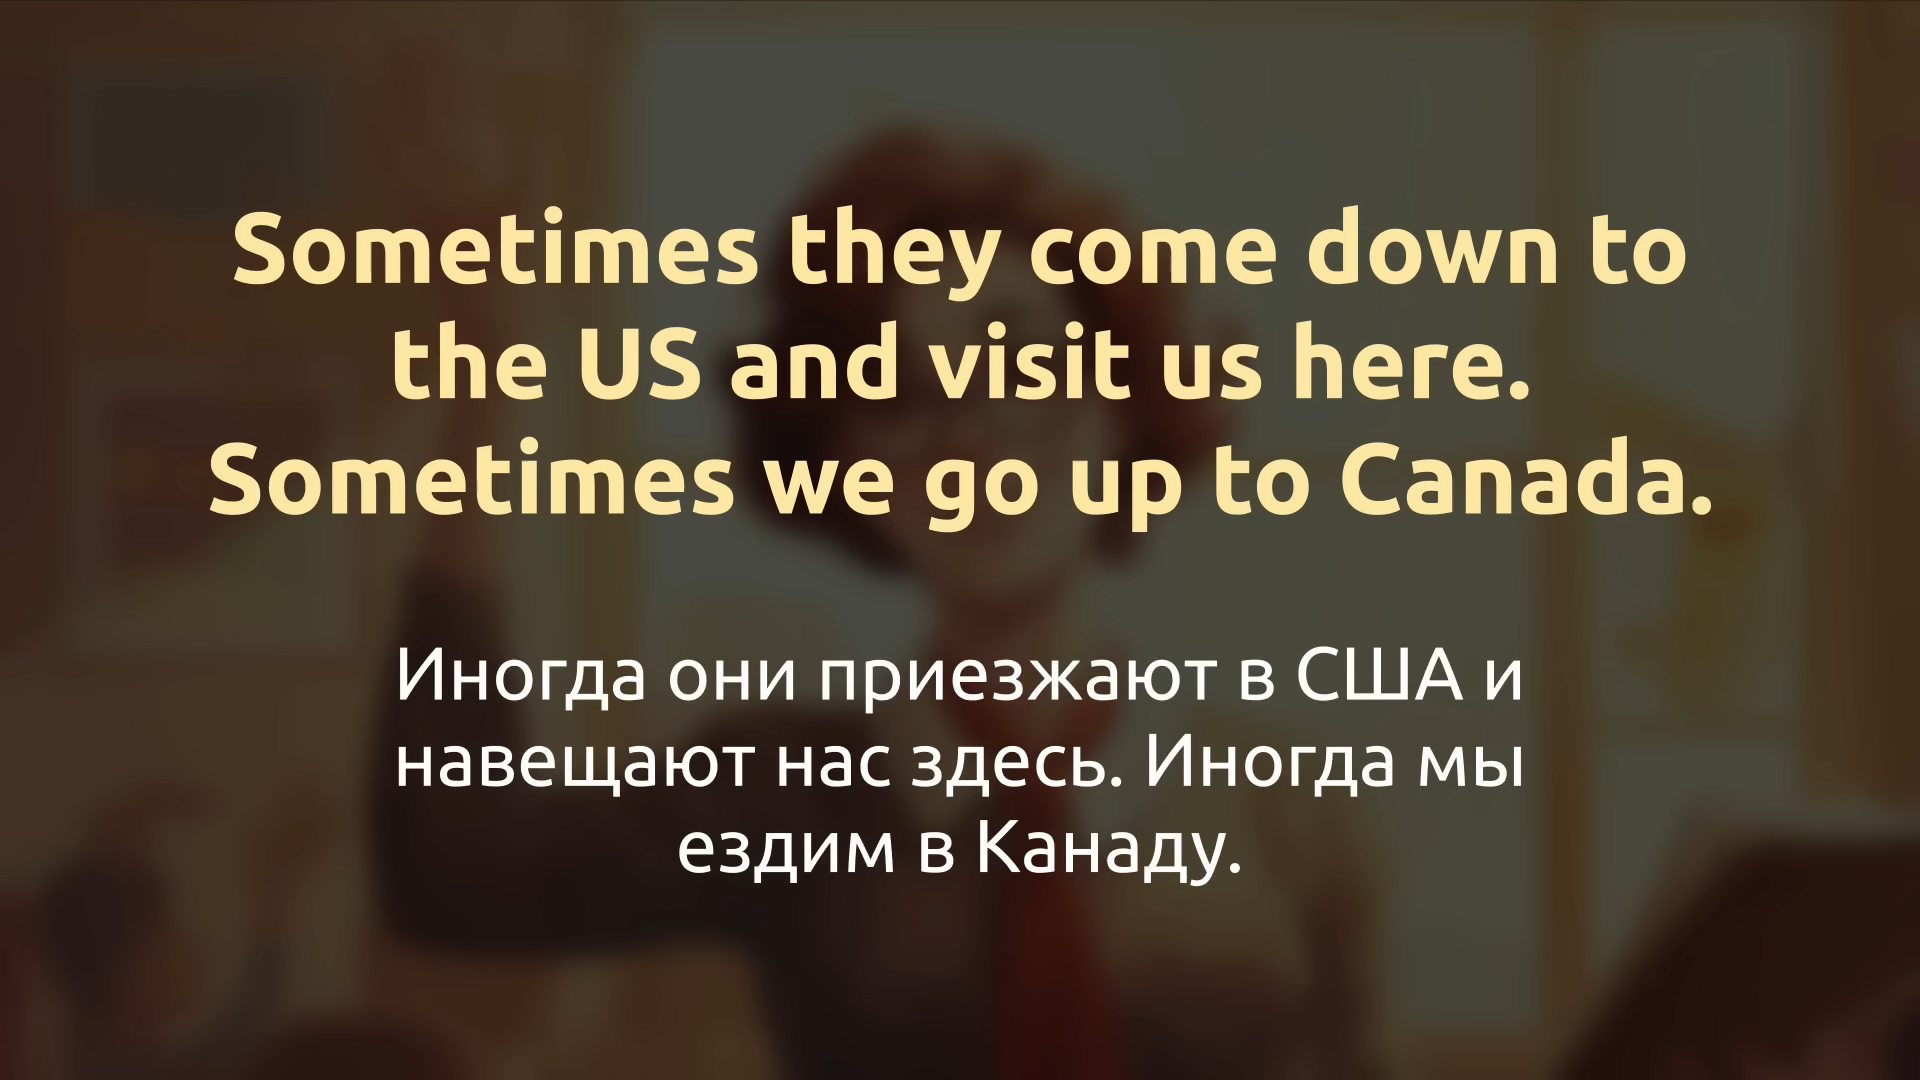 Sometimes they come down to
the US and visit us here.
Sometimes we go up to Canada.
Иногда они приезжают в США и
навещают нас здесь. Иногда мы
ездим в Канаду.